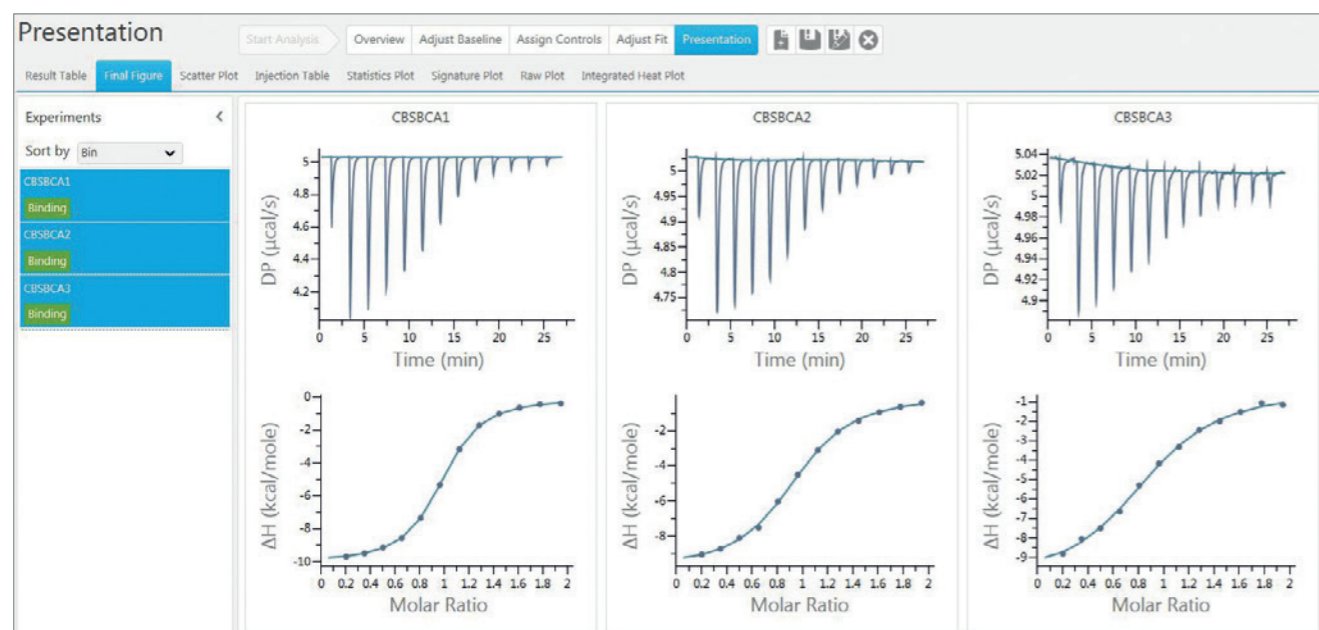 Presentation
Start Analysis
Overview
Adjust Baseline
Assign Controls
Adjust Fit
Presentation
Result Table
Final Figure
Scatter Plot
Injection Table
Statistics Plot
Signature Plot
Raw Plot
Integrated Heat Plot
Experiments
Sort by Bin
CBSBCA1
Binding
CBSBCA2
Binding
CBSBCA3
Binding
CBSBCA1
DP (µcal/s)
5
4.8
4.6
4.4
4.2
0 5 10 15 20 25
Time (min)
ΔH (kcal/mole)
0
-2
-4
-6
-8
-10
0 0.2 0.4 0.6 0.8 1 1.2 1.4 1.6 1.8 2
Molar Ratio
CBSBCA2
DP (µcal/s)
5
4.95
4.9
4.85
4.8
4.75
0 5 10 15 20 25
Time (min)
ΔH (kcal/mole)
-2
-4
-6
-8
0 0.2 0.4 0.6 0.8 1 1.2 1.4 1.6 1.8 2
Molar Ratio
CBSBCA3
DP (µcal/s)
5.04
5.02
5
4.98
4.96
4.94
4.92
4.9
0 5 10 15 20 25
Time (min)
ΔH (kcal/mole)
-1
-2
-3
-4
-5
-6
-7
-8
-9
0 0.2 0.4 0.6 0.8 1 1.2 1.4 1.6 1.8 2
Molar Ratio